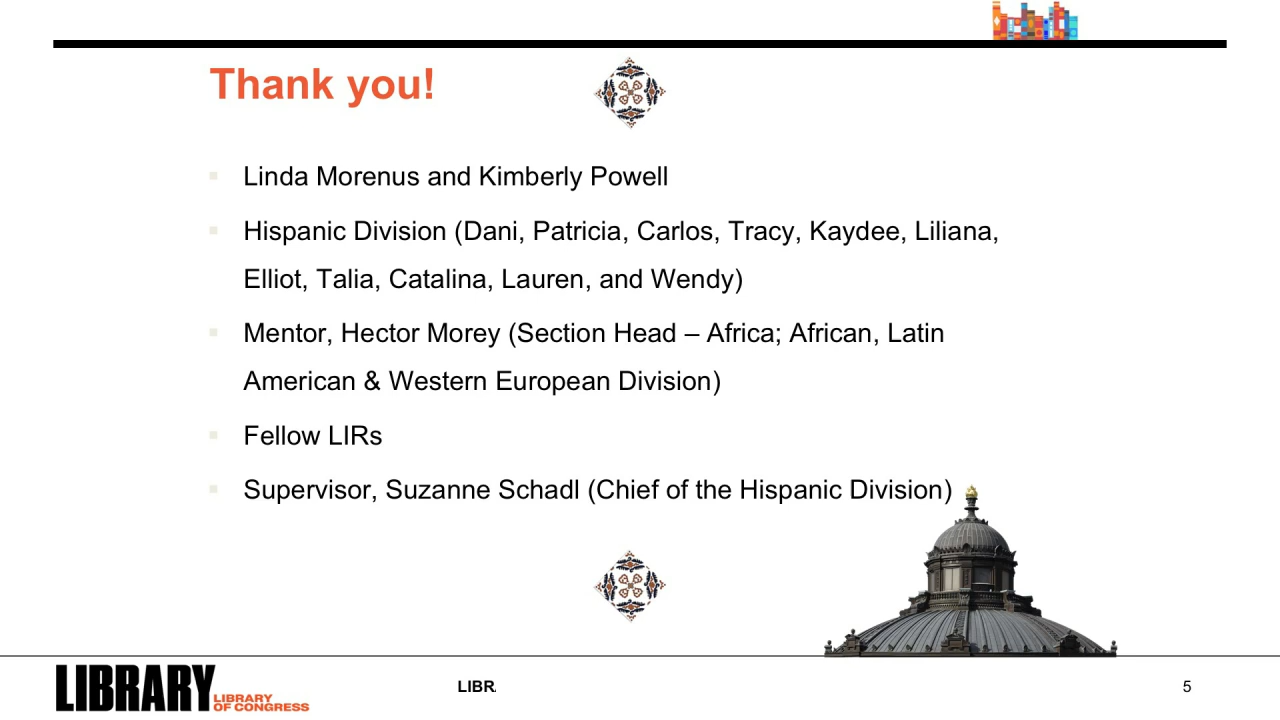 Thank you!
Linda Morenus and Kimberly Powell
Hispanic Division (Dani, Patricia, Carlos, Tracy, Kaydee, Liliana,
Elliot, Talia, Catalina, Lauren, and Wendy)
Mentor, Hector Morey (Section Head – Africa; African, Latin
American & Western European Division)
Fellow LIRs
Supervisor, Suzanne Schadl (Chief of the Hispanic Division)
LIBRARY
LIBRARY
OF CONGRESS
LIBR
5